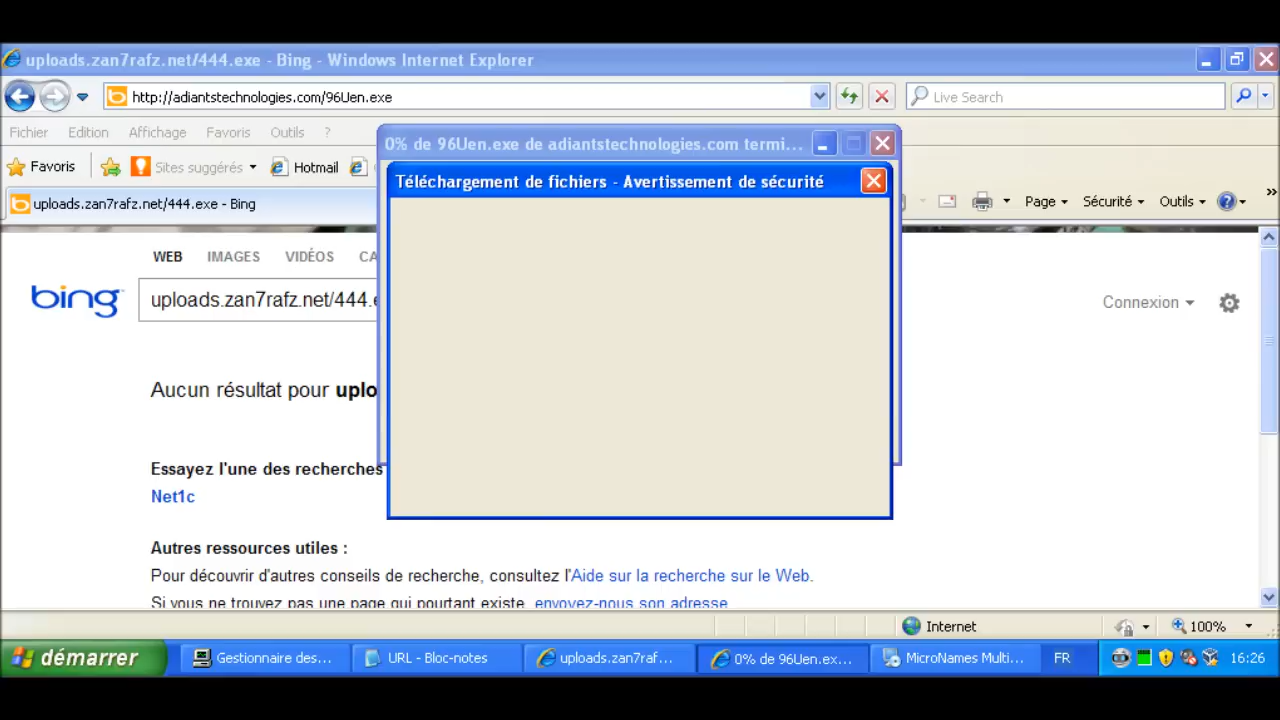 uploads.zan7rafz.net/444.exe - Bing - Windows Internet Explorer
http://adiantstechnologies.com/96Uen.exe
Live Search
Fichier Edition Affichage Favoris Outils ?
0% de 96Uen.exe de adiantstechnologies.com termi...
Favoris Sites suggérés Hotmail
Téléchargement de fichiers - Avertissement de sécurité
uploads.zan7rafz.net/444.exe - Bing
Page Sécurité Outils ? »
WEB IMAGES VIDÉOS CA
bing
uploads.zan7rafz.net/444.e
Connexion
Aucun résultat pour uplo
Essayez l'une des recherches
Net1c
Autres ressources utiles :
Pour découvrir d'autres conseils de recherche, consultez l'Aide sur la recherche sur le Web.
Si vous ne trouvez pas une page qui pourtant existe, envoyez-nous son adresse
Internet 100%
démarrer Gestionnaire des... URL - Bloc-notes uploads.zan7raf... 0% de 96Uen.ex... MicroNames Multi... FR 16:26